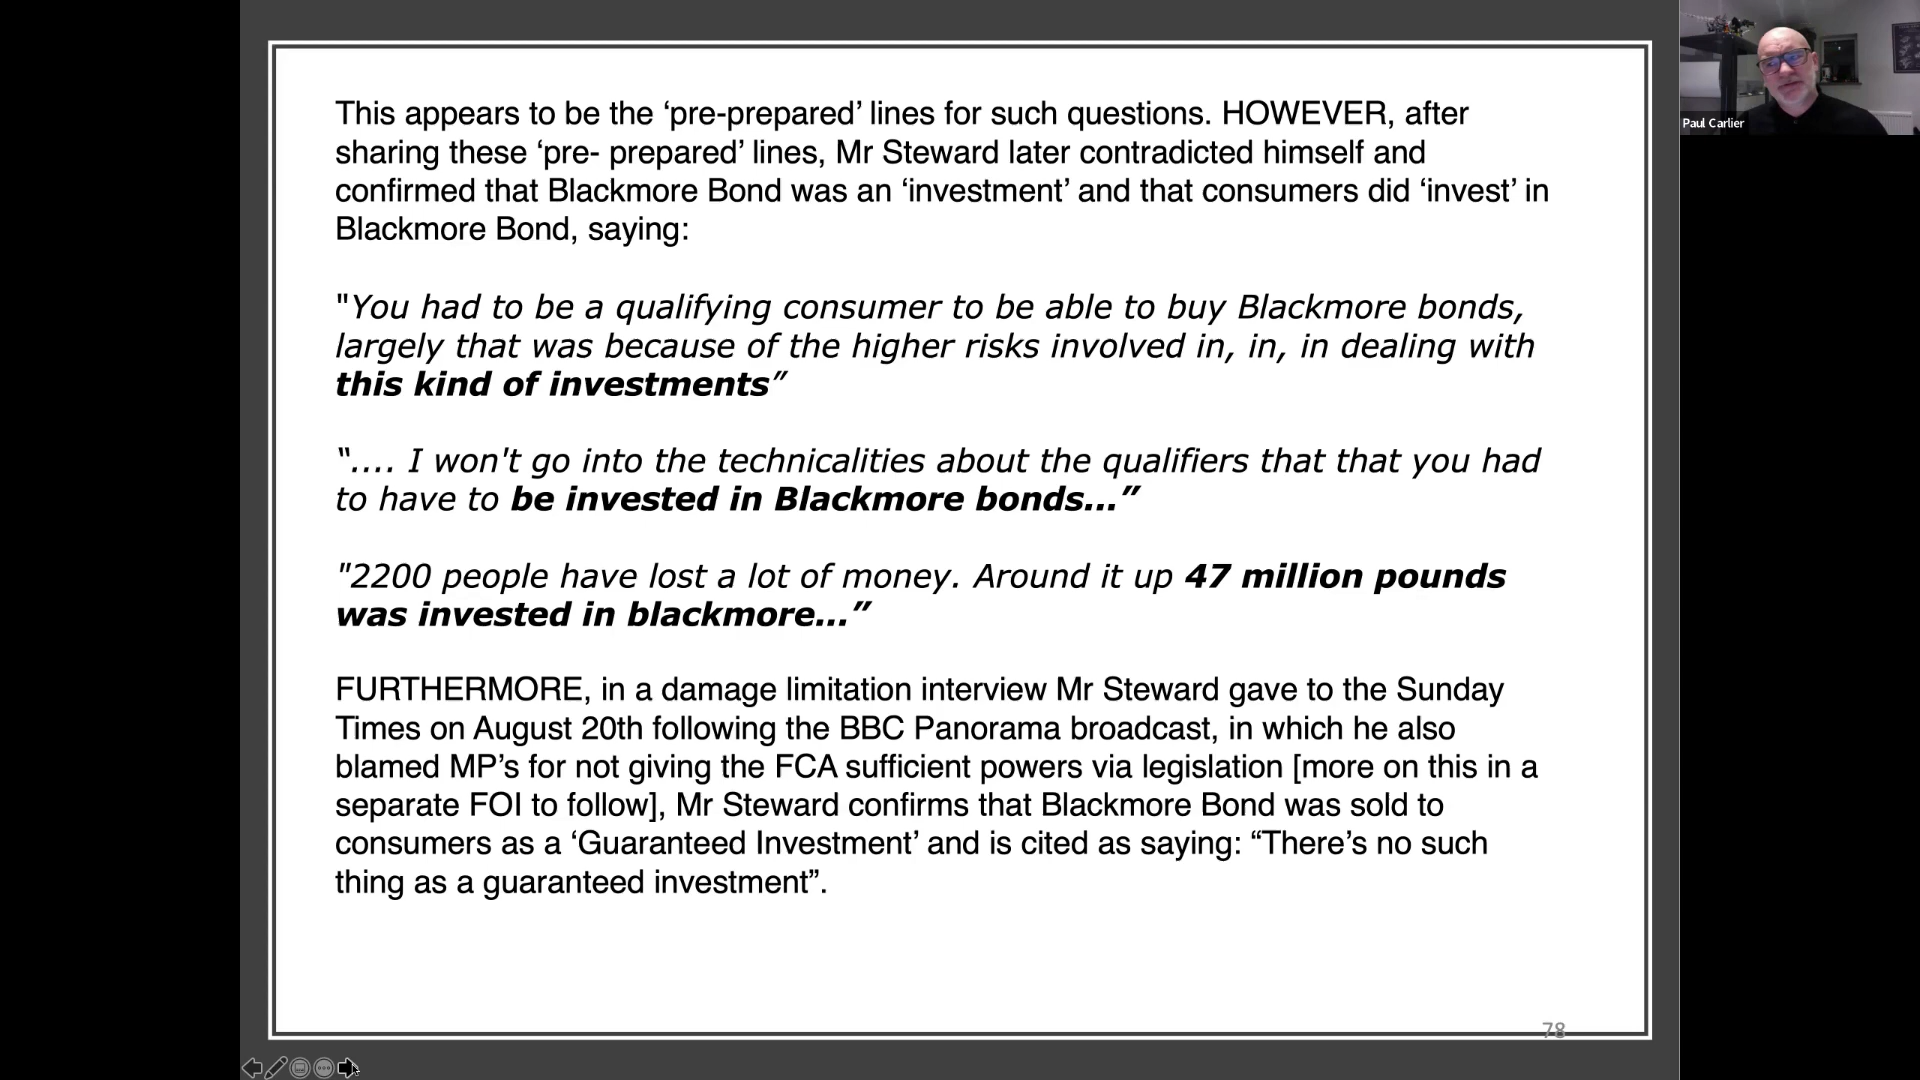 This appears to be the ‘pre-prepared’ lines for such questions. HOWEVER, after
sharing these ‘pre- prepared’ lines, Mr Steward later contradicted himself and
confirmed that Blackmore Bond was an ‘investment’ and that consumers did ‘invest’ in
Blackmore Bond, saying:
"You had to be a qualifying consumer to be able to buy Blackmore bonds,
largely that was because of the higher risks involved in, in, in dealing with
this kind of investments”
“.... I won't go into the technicalities about the qualifiers that that you had
to have to be invested in Blackmore bonds...”
"2200 people have lost a lot of money. Around it up 47 million pounds
was invested in blackmore...”
FURTHERMORE, in a damage limitation interview Mr Steward gave to the Sunday
Times on August 20th following the BBC Panorama broadcast, in which he also
blamed MP’s for not giving the FCA sufficient powers via legislation [more on this in a
separate FOI to follow], Mr Steward confirms that Blackmore Bond was sold to
consumers as a ‘Guaranteed Investment’ and is cited as saying: “There’s no such
thing as a guaranteed investment”.
78
Paul Carlier